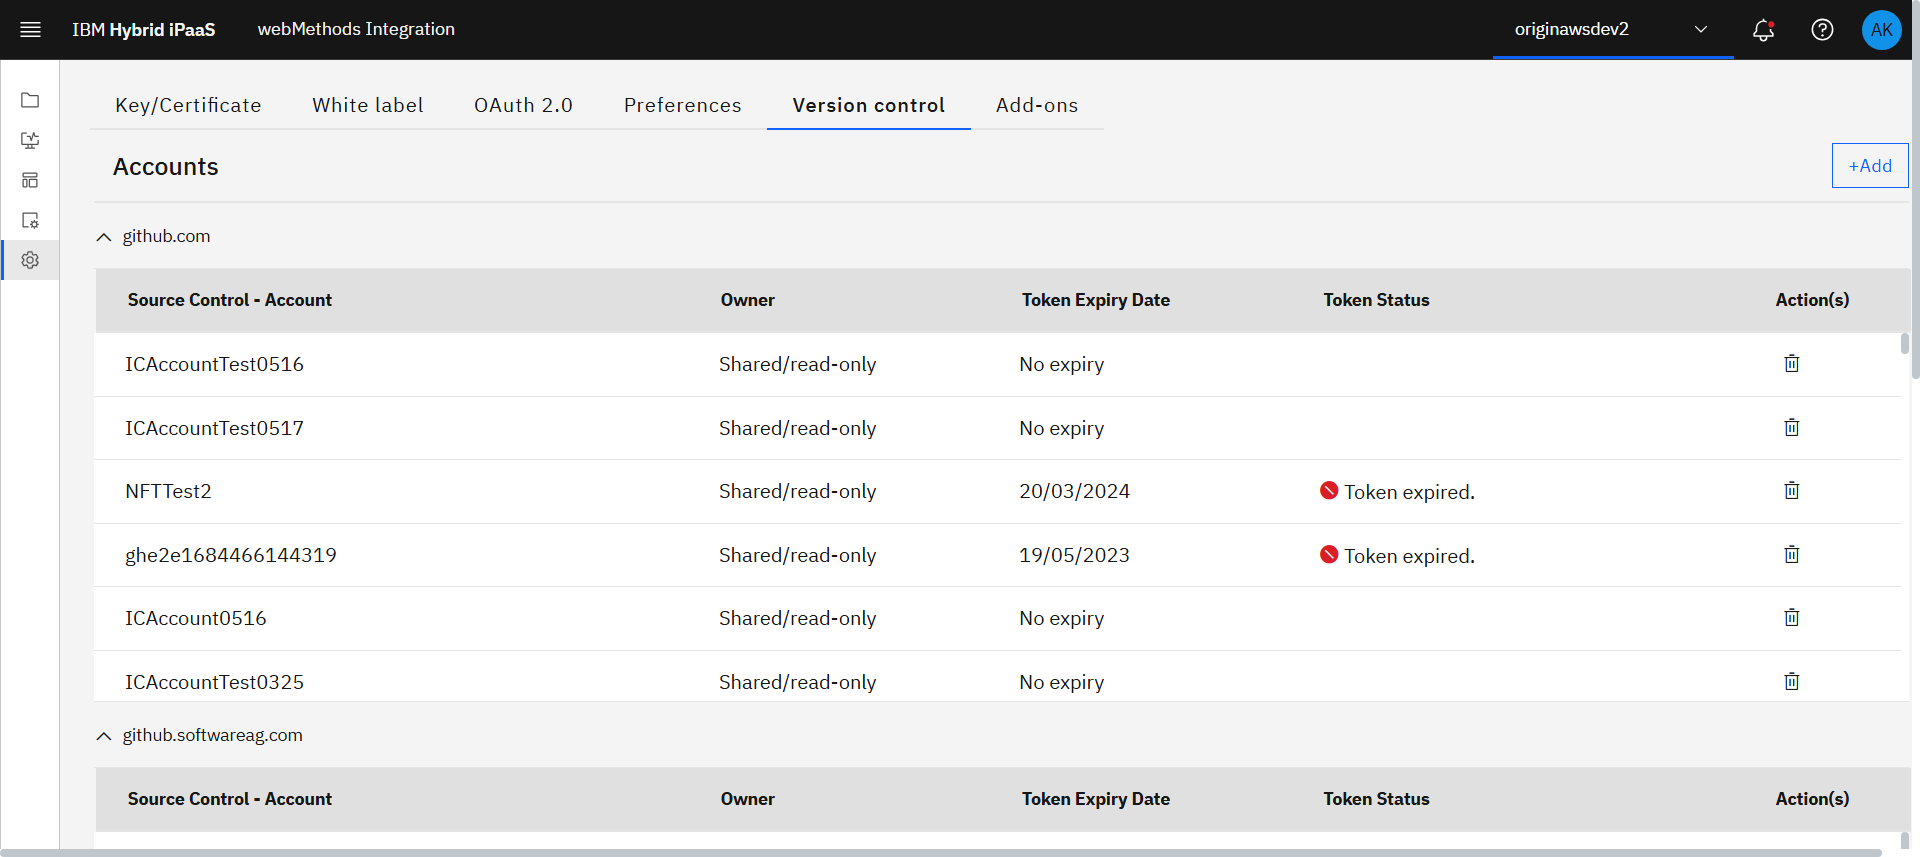 IBM Hybrid iPaaS webMethods Integration originawsdev2 AK
Key/Certificate White label OAuth 2.0 Preferences Version control Add-ons
Accounts +Add
github.com
Source Control - Account Owner Token Expiry Date Token Status Action(s)
ICAccountTest0516 Shared/read-only No expiry
ICAccountTest0517 Shared/read-only No expiry
NFTTest2 Shared/read-only 20/03/2024 Token expired.
ghe2e1684466144319 Shared/read-only 19/05/2023 Token expired.
ICAccount0516 Shared/read-only No expiry
ICAccountTest0325 Shared/read-only No expiry
github.softwareag.com
Source Control - Account Owner Token Expiry Date Token Status Action(s)